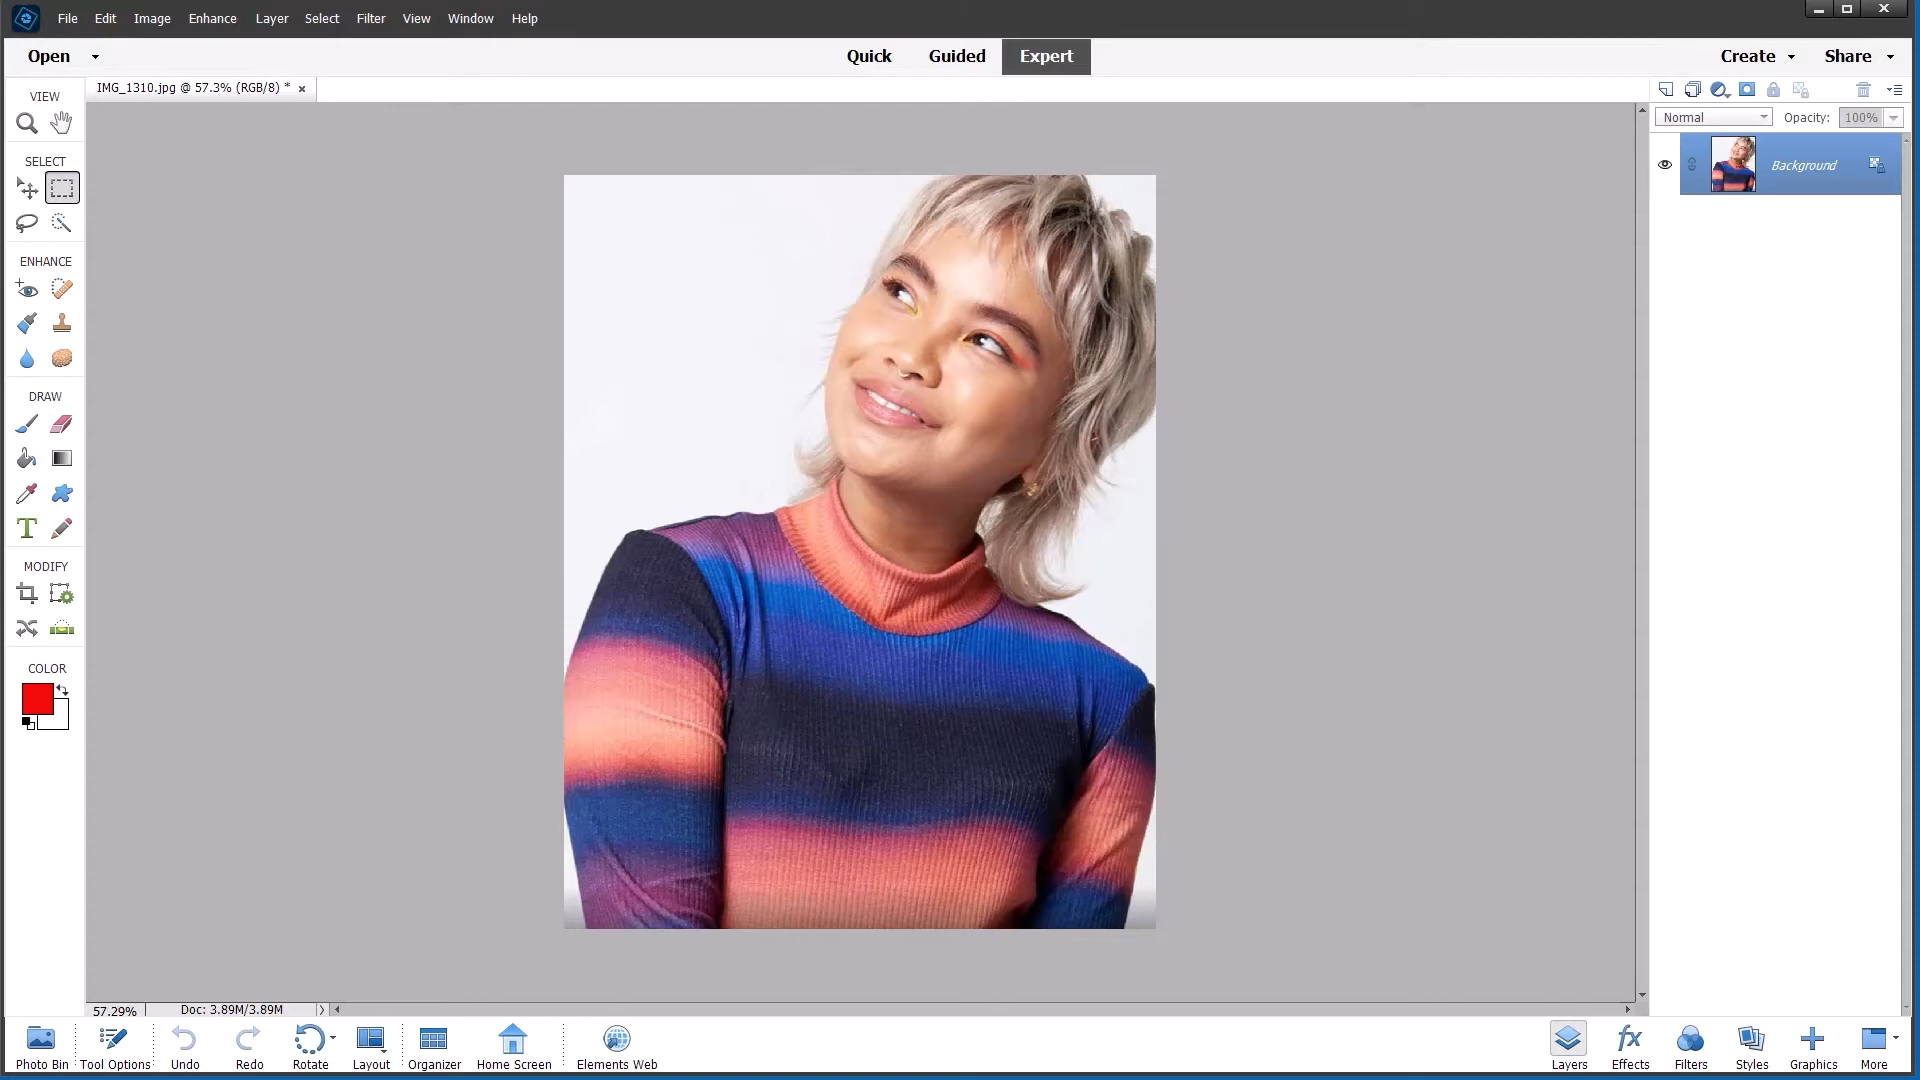 File Edit Image Enhance Layer Select Filter View Window Help
Open Quick Guided Expert Create Share
VIEW
IMG_1310.jpg @ 57.3% (RGB/8) *
Normal Opacity: 100%
SELECT
Background
ENHANCE
DRAW
T
MODIFY
COLOR
57.29% Doc: 3.89M/3.89M
fx
Photo Bin Tool Options Undo Redo Rotate Layout Organizer Home Screen Elements Web Layers Effects Filters Styles Graphics More